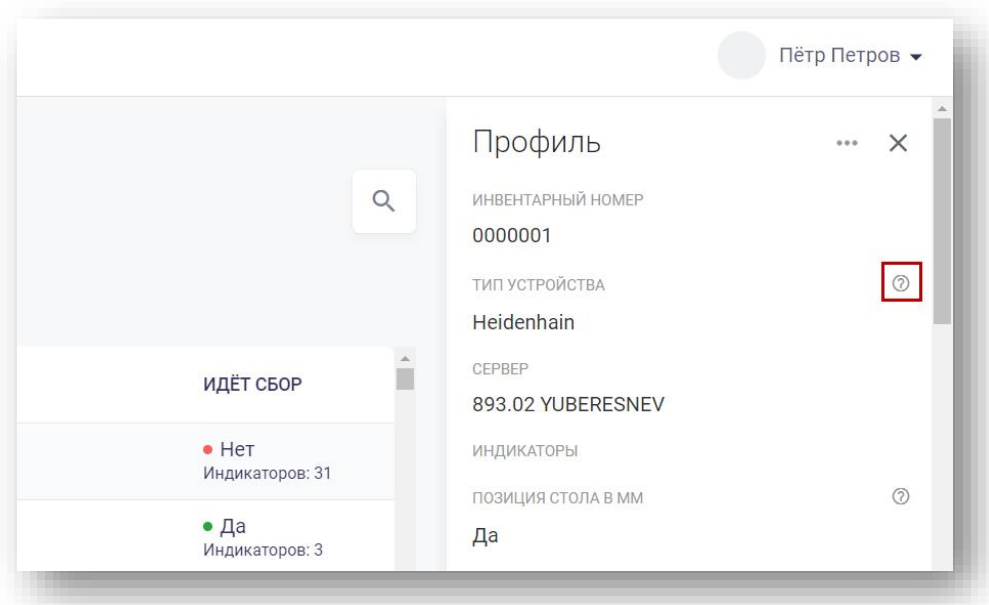 Пётр Петров
Профиль
ИНВЕНТАРНЫЙ НОМЕР
0000001
ТИП УСТРОЙСТВА
Heidenhain
СЕРВЕР
893.02 YUBERESNEV
ИНДИКАТОРЫ
ПОЗИЦИЯ СТОЛА В ММ
Да
ИДЁТ СБОР
Нет
Индикаторов: 31
Да
Индикаторов: 3